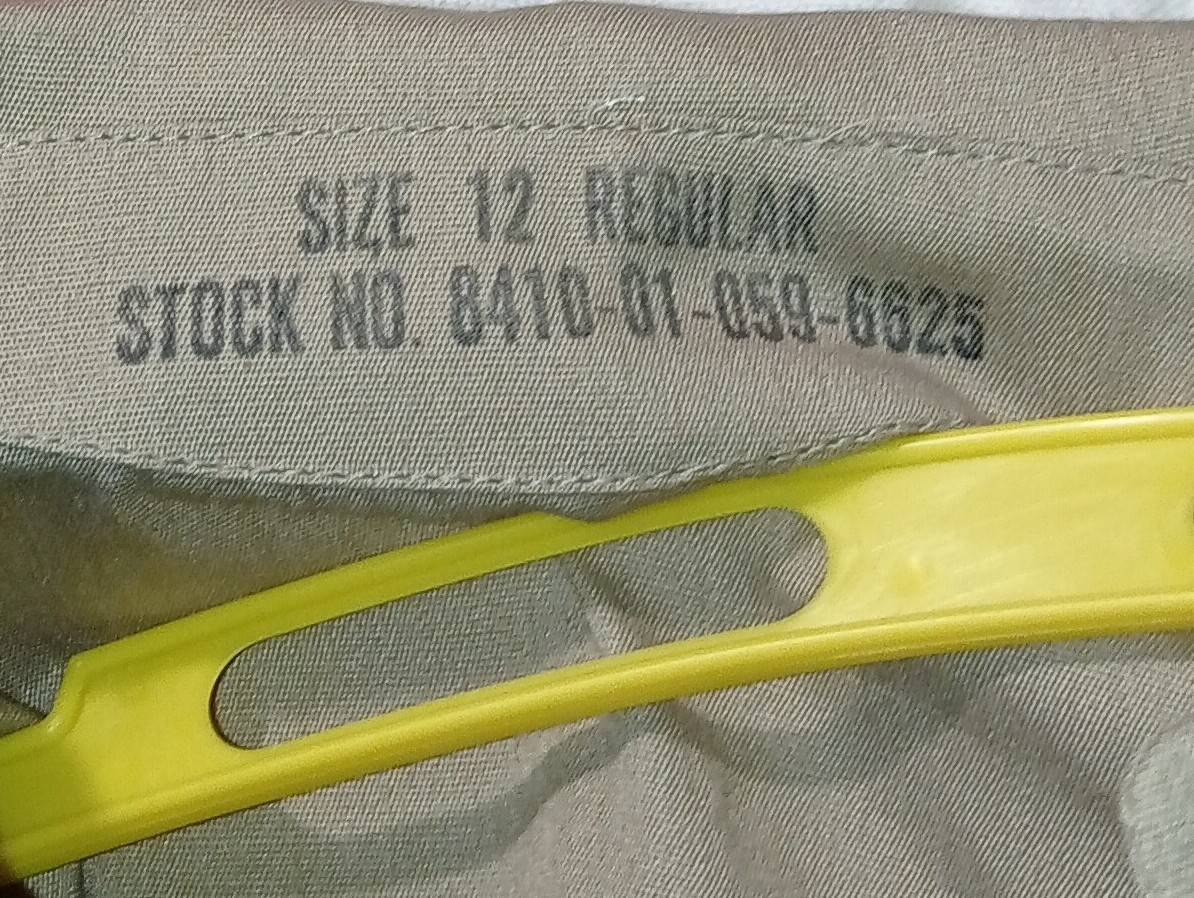 SIZE 12 REGULAR
STOCK NO. 8410-01-059-6625